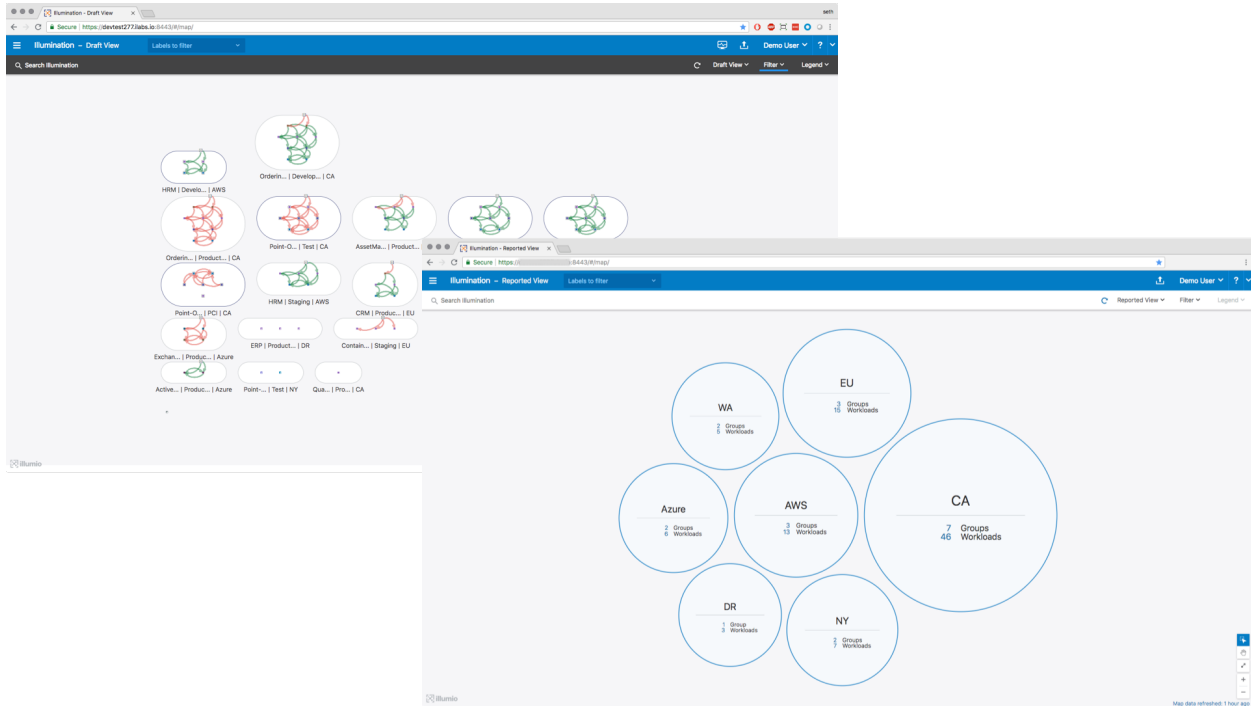 Illumination - Draft View
seth
Secure https://devtest277.ilabs.io:8443/#/map/
Illumination – Draft View Labels to filter Demo User ?
Search Illumination Draft View Filter Legend
HRM | Develo... | AWS
Orderin... | Develop... | CA
Orderin... | Product... | CA
Point-O... | Test | CA
AssetMa... | Product...
Point-O... | PCI | CA
HRM | Staging | AWS
CRM | Produc... | EU
Exchan... | Produc... | Azure
ERP | Product... | DR
Contain... | Staging | EU
Active... | Produc... | Azure
Point-... | Test | NY
Qua... | Pro... | CA
illumio
Illumination - Reported View
Secure https:// :8443/#/map/
Illumination – Reported View Labels to filter Demo User ?
Search Illumination Reported View Filter Legend
EU
3 Groups
15 Workloads
WA
2 Groups
5 Workloads
CA
7 Groups
46 Workloads
Azure
2 Groups
6 Workloads
AWS
3 Groups
13 Workloads
DR
1 Group
3 Workloads
NY
2 Groups
7 Workloads
illumio
Map data refreshed: 1 hour ago